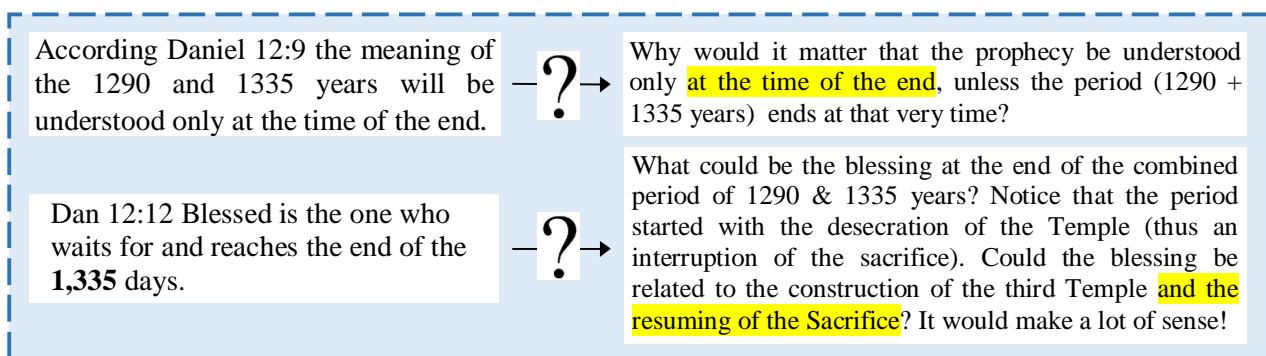 According Daniel 12:9 the meaning of
the 1290 and 1335 years will be
understood only at the time of the end.
?
Why would it matter that the prophecy be understood
only at the time of the end, unless the period (1290 +
1335 years) ends at that very time?
Dan 12:12 Blessed is the one who
waits for and reaches the end of the
1,335 days.
?
What could be the blessing at the end of the combined
period of 1290 & 1335 years? Notice that the period
started with the desecration of the Temple (thus an
interruption of the sacrifice). Could the blessing be
related to the construction of the third Temple and the
resuming of the Sacrifice? It would make a lot of sense!